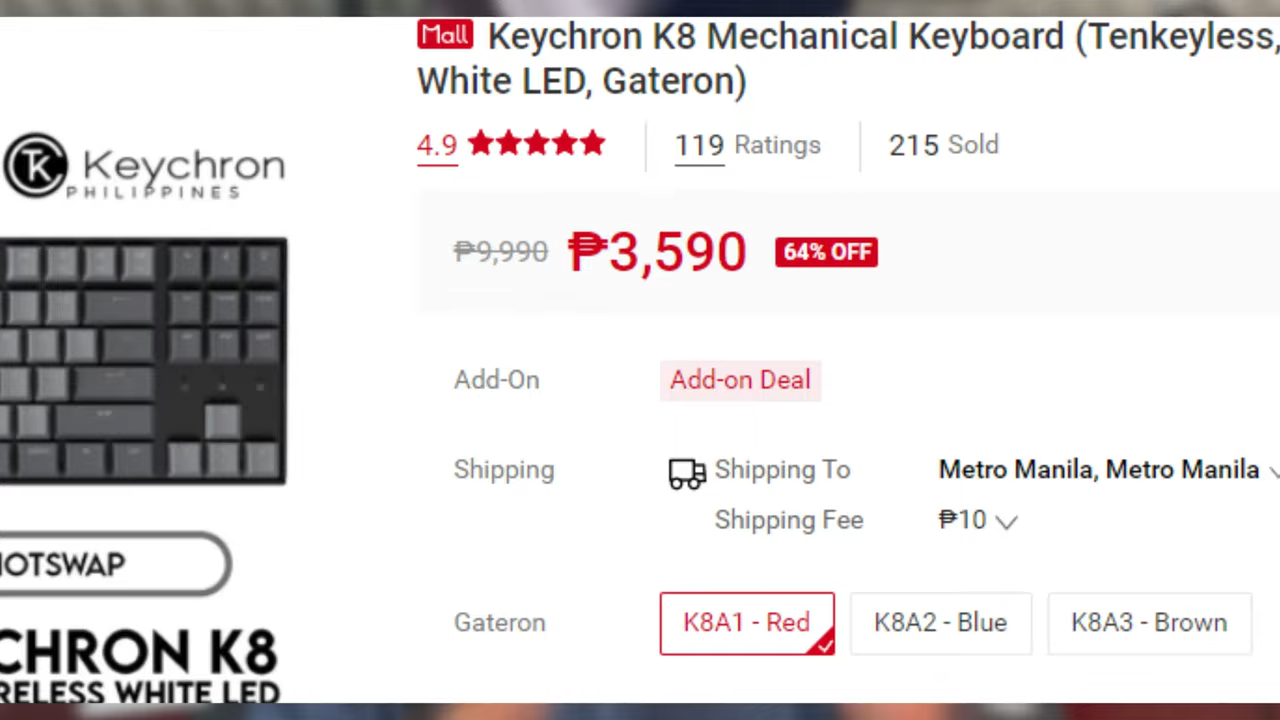 Mall Keychron K8 Mechanical Keyboard (Tenkeyless,
White LED, Gateron)
4.9 119 Ratings 215 Sold
TK Keychron
PHILIPPINES
₱9,990 ₱3,590 64% OFF
Add-On Add-on Deal
Shipping Shipping To Metro Manila, Metro Manila
Shipping Fee ₱10
HOTSWAP
Gateron K8A1 - Red K8A2 - Blue K8A3 - Brown
CHRON K8
RELESS WHITE LED